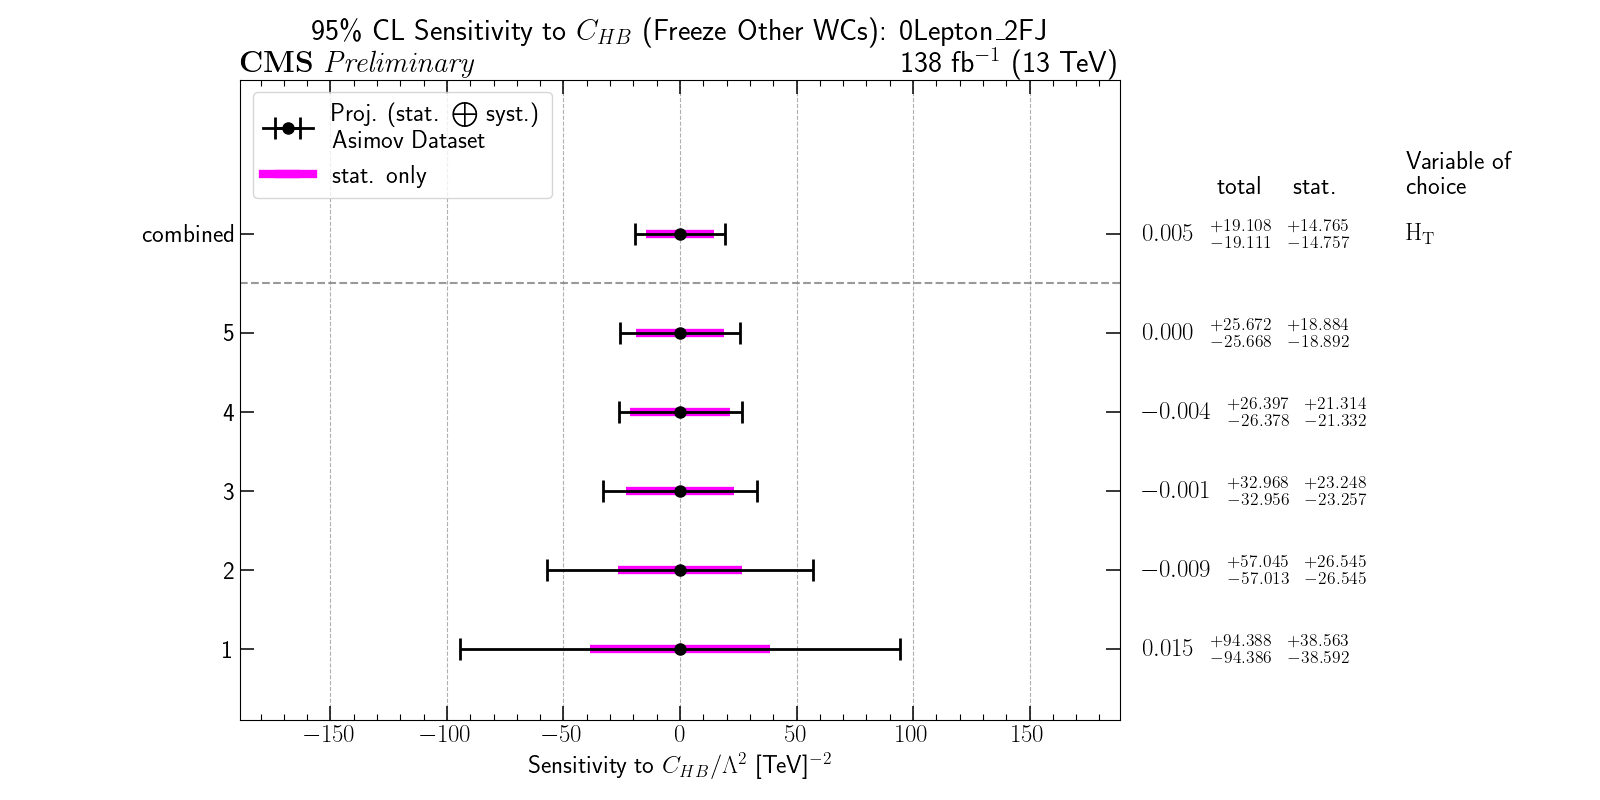 95% CL Sensitivity to C_{HB} (Freeze Other WCs): 0Lepton_2FJ
CMS Preliminary 138 fb^{−1} (13 TeV)
Proj. (stat. ⨁ syst.)
Asimov Dataset
stat. only
Variable of
total stat. choice
combined 0.005 +19.108 −19.111 +14.765 −14.757 H_T
5 0.000 +25.672 −25.668 +18.884 −18.892
4 −0.004 +26.397 −26.378 +21.314 −21.332
3 −0.001 +32.968 −32.956 +23.248 −23.257
2 −0.009 +57.045 −57.013 +26.545 −26.545
1 0.015 +94.388 −94.386 +38.563 −38.592
−150 −100 −50 0 50 100 150
Sensitivity to C_{HB}/Λ² [TeV]^{−2}